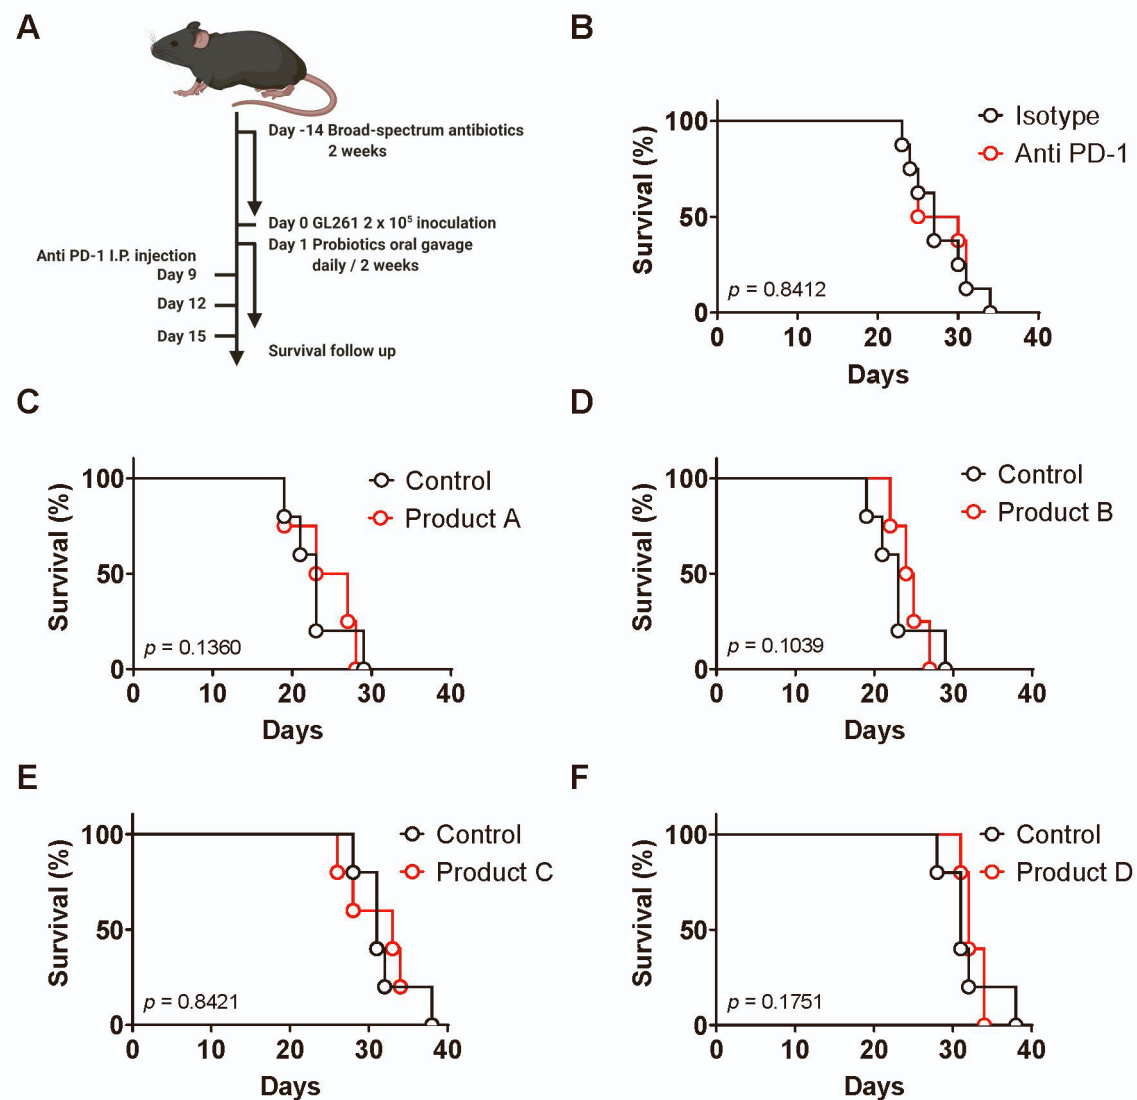 A
Day -14 Broad-spectrum antibiotics
2 weeks
Day 0 GL261 2 x 10⁵ inoculation
Day 1 Probiotics oral gavage
daily / 2 weeks
Anti PD-1 I.P. injection
Day 9
Day 12
Day 15
Survival follow up
B
Survival (%)
100
50
0
Isotype
Anti PD-1
p = 0.8412
0 10 20 30 40
Days
C
Survival (%)
100
50
0
Control
Product A
p = 0.1360
0 10 20 30 40
Days
D
Survival (%)
100
50
0
Control
Product B
p = 0.1039
0 10 20 30 40
Days
E
Survival (%)
100
50
0
Control
Product C
p = 0.8421
0 10 20 30 40
Days
F
Survival (%)
100
50
0
Control
Product D
p = 0.1751
0 10 20 30 40
Days